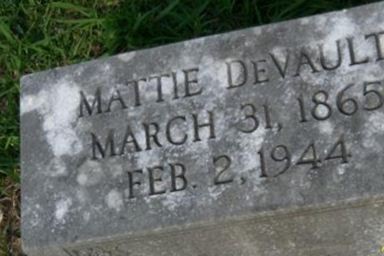 MATTIE DEVAULT
MARCH 31, 1865
FEB. 2, 1944